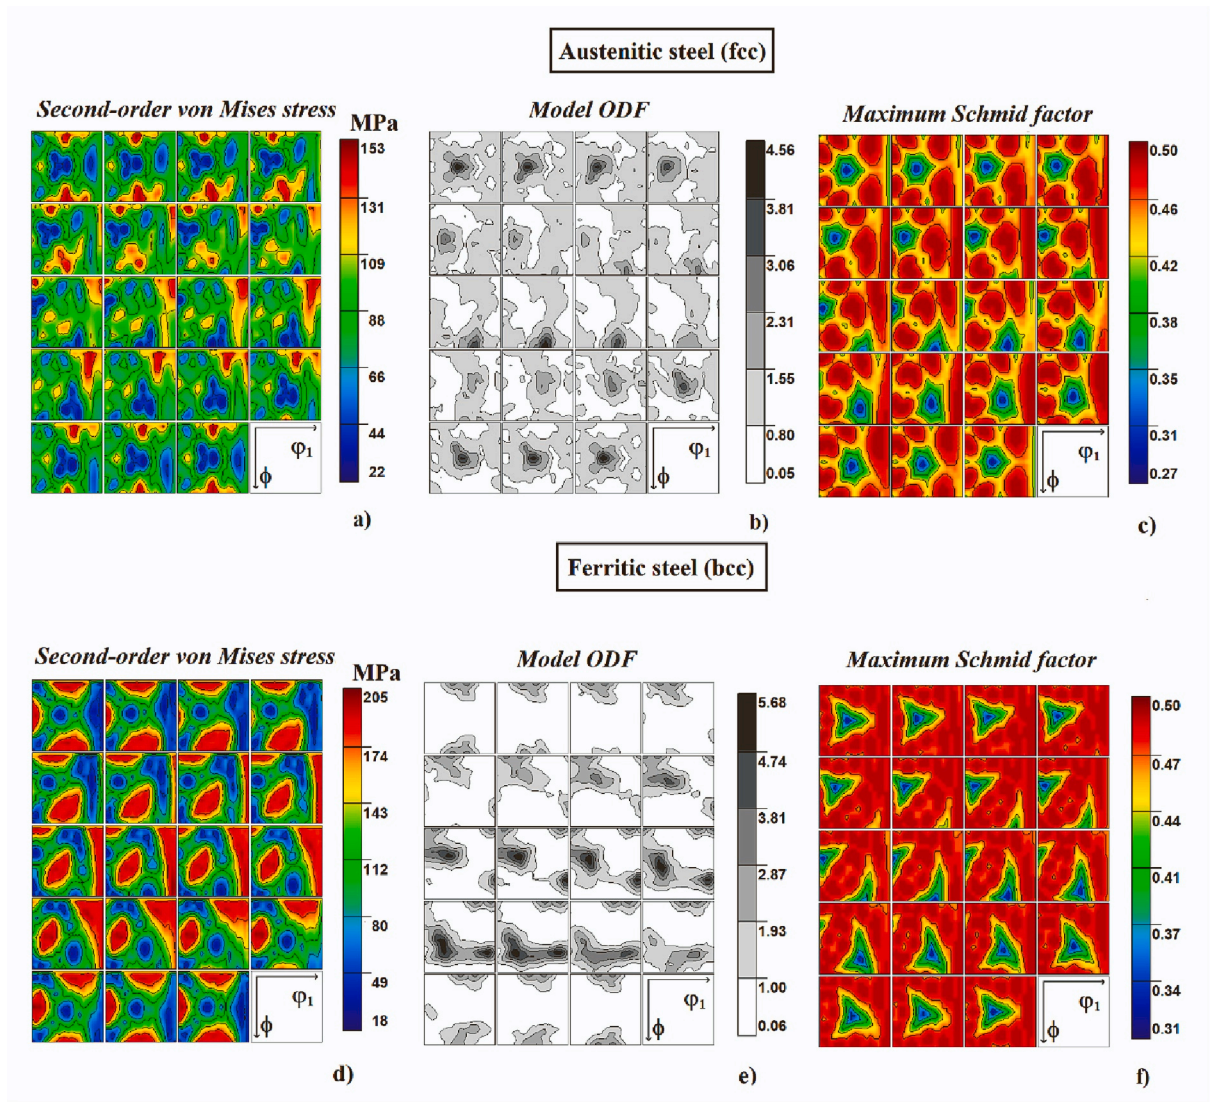 Austenitic steel (fcc)
Second-order von Mises stress
MPa
153
131
109
88
66
44
22
φ1
ϕ
a)
Model ODF
4.56
3.81
3.06
2.31
1.55
0.80
0.05
φ1
ϕ
b)
Maximum Schmid factor
0.50
0.46
0.42
0.38
0.35
0.31
0.27
φ1
ϕ
c)
Ferritic steel (bcc)
Second-order von Mises stress
MPa
205
174
143
112
80
49
18
φ1
ϕ
d)
Model ODF
5.68
4.74
3.81
2.87
1.93
1.00
0.06
φ1
ϕ
e)
Maximum Schmid factor
0.50
0.47
0.44
0.41
0.37
0.34
0.31
φ1
ϕ
f)